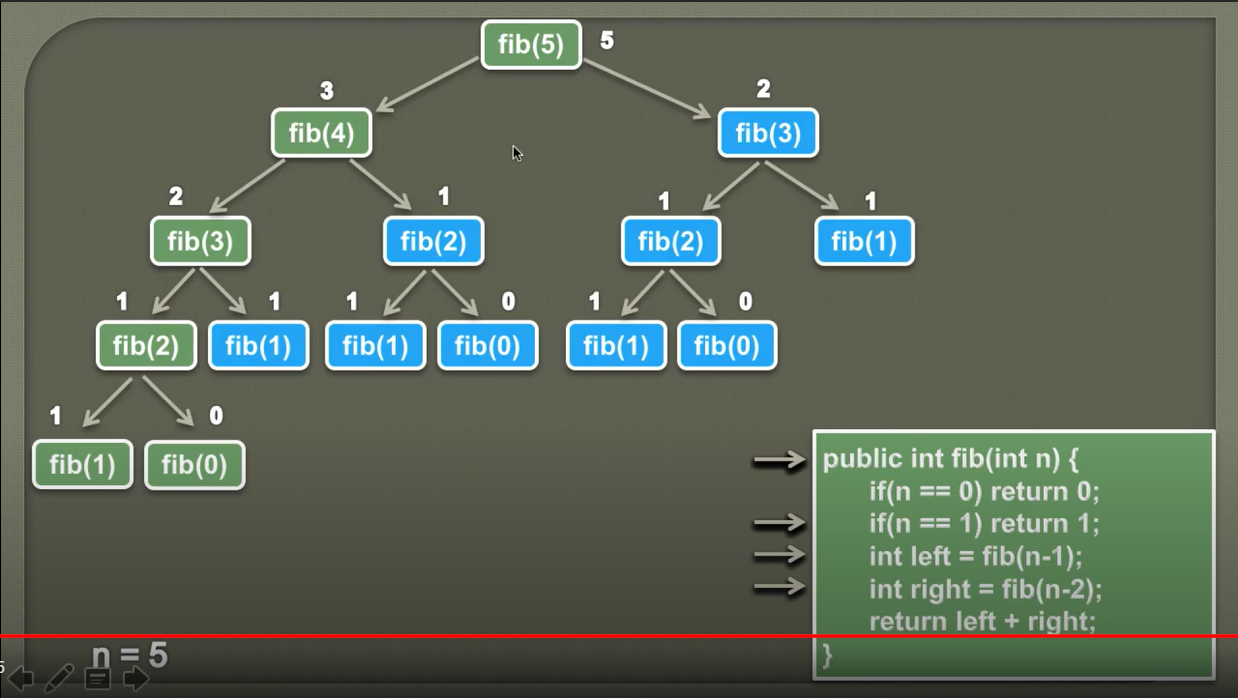 fib(5) 5
3 2
fib(4) fib(3)
2 1 1 1
fib(3) fib(2) fib(2) fib(1)
1 1 1 0 1 0
fib(2) fib(1) fib(1) fib(0) fib(1) fib(0)
1 0
fib(1) fib(0)
public int fib(int n) {
if(n == 0) return 0;
if(n == 1) return 1;
int left = fib(n-1);
int right = fib(n-2);
return left + right;
}
n = 5
5